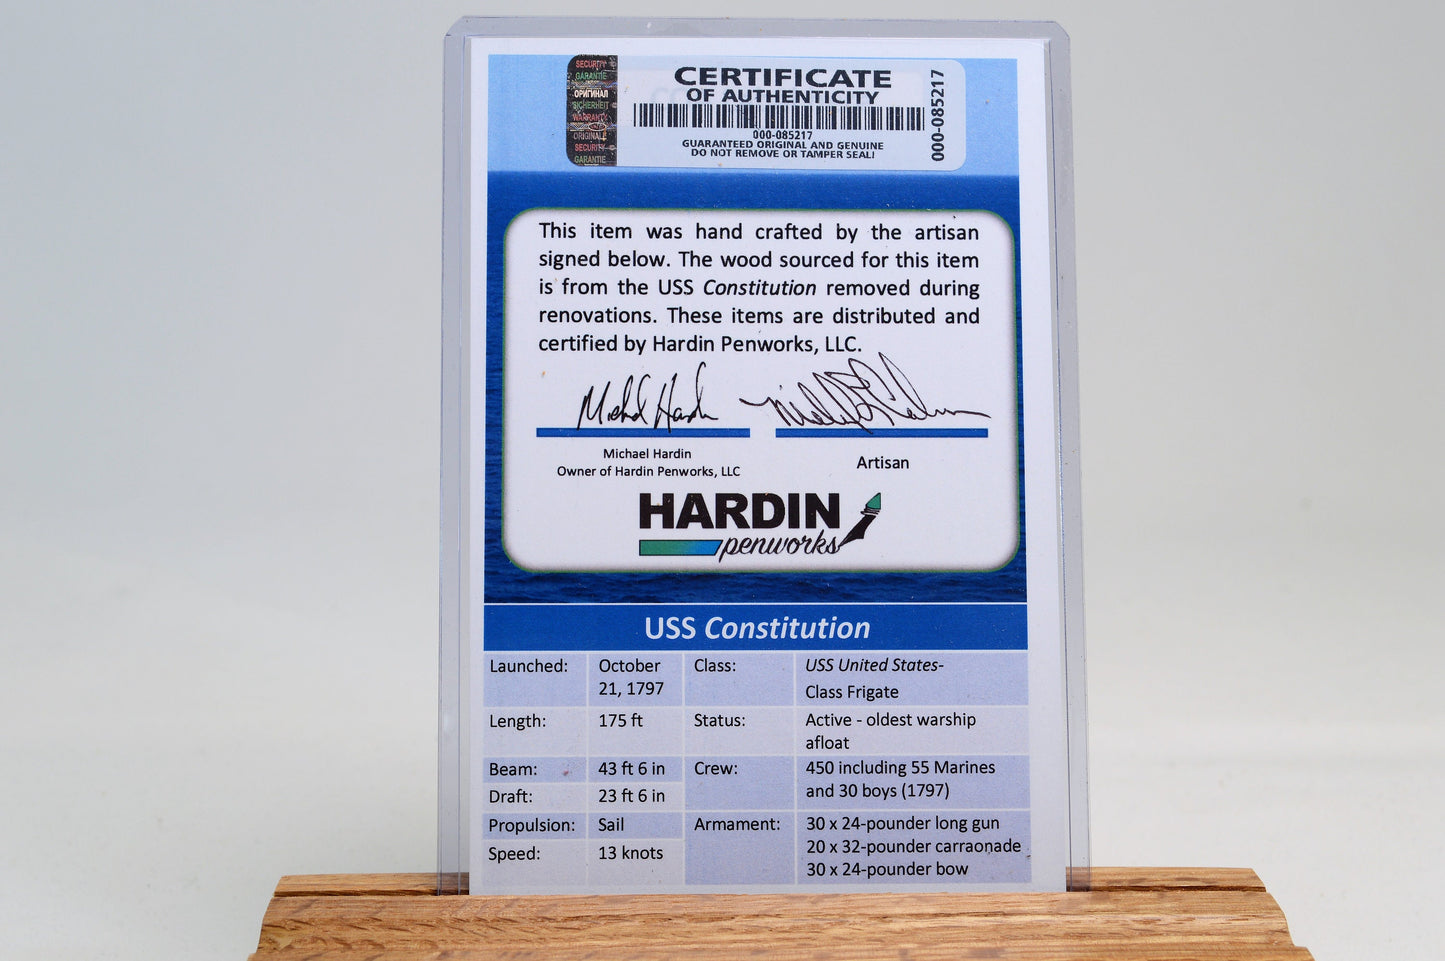 SECURITY
GARANTIE
ОРИГИНАЛ
SICHERHEIT
WARRANTY
ORIGINALE
SECURITY
GARANTIE
CERTIFICATE
OF AUTHENTICITY
000-085217
GUARANTEED ORIGINAL AND GENUINE
DO NOT REMOVE OR TAMPER SEAL!
000-085217
This item was hand crafted by the artisan
signed below. The wood sourced for this item
is from the USS Constitution removed during
renovations. These items are distributed and
certified by Hardin Penworks, LLC.
Michael Hardin
Michael Hardin
Owner of Hardin Penworks, LLC
Artisan
HARDIN
penworks
USS Constitution
Launched: October 21, 1797 Class: USS United States-
Class Frigate
Length: 175 ft Status: Active - oldest warship
afloat
Beam: 43 ft 6 in Crew: 450 including 55 Marines
and 30 boys (1797)
Draft: 23 ft 6 in
Propulsion: Sail Armament: 30 x 24-pounder long gun
20 x 32-pounder carraonade
Speed: 13 knots
30 x 24-pounder bow